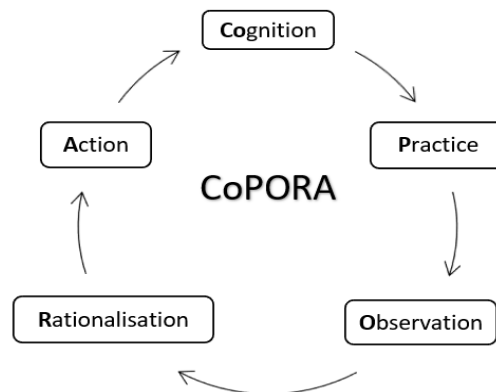 Cognition
Action
Practice
CoPORA
Rationalisation
Observation